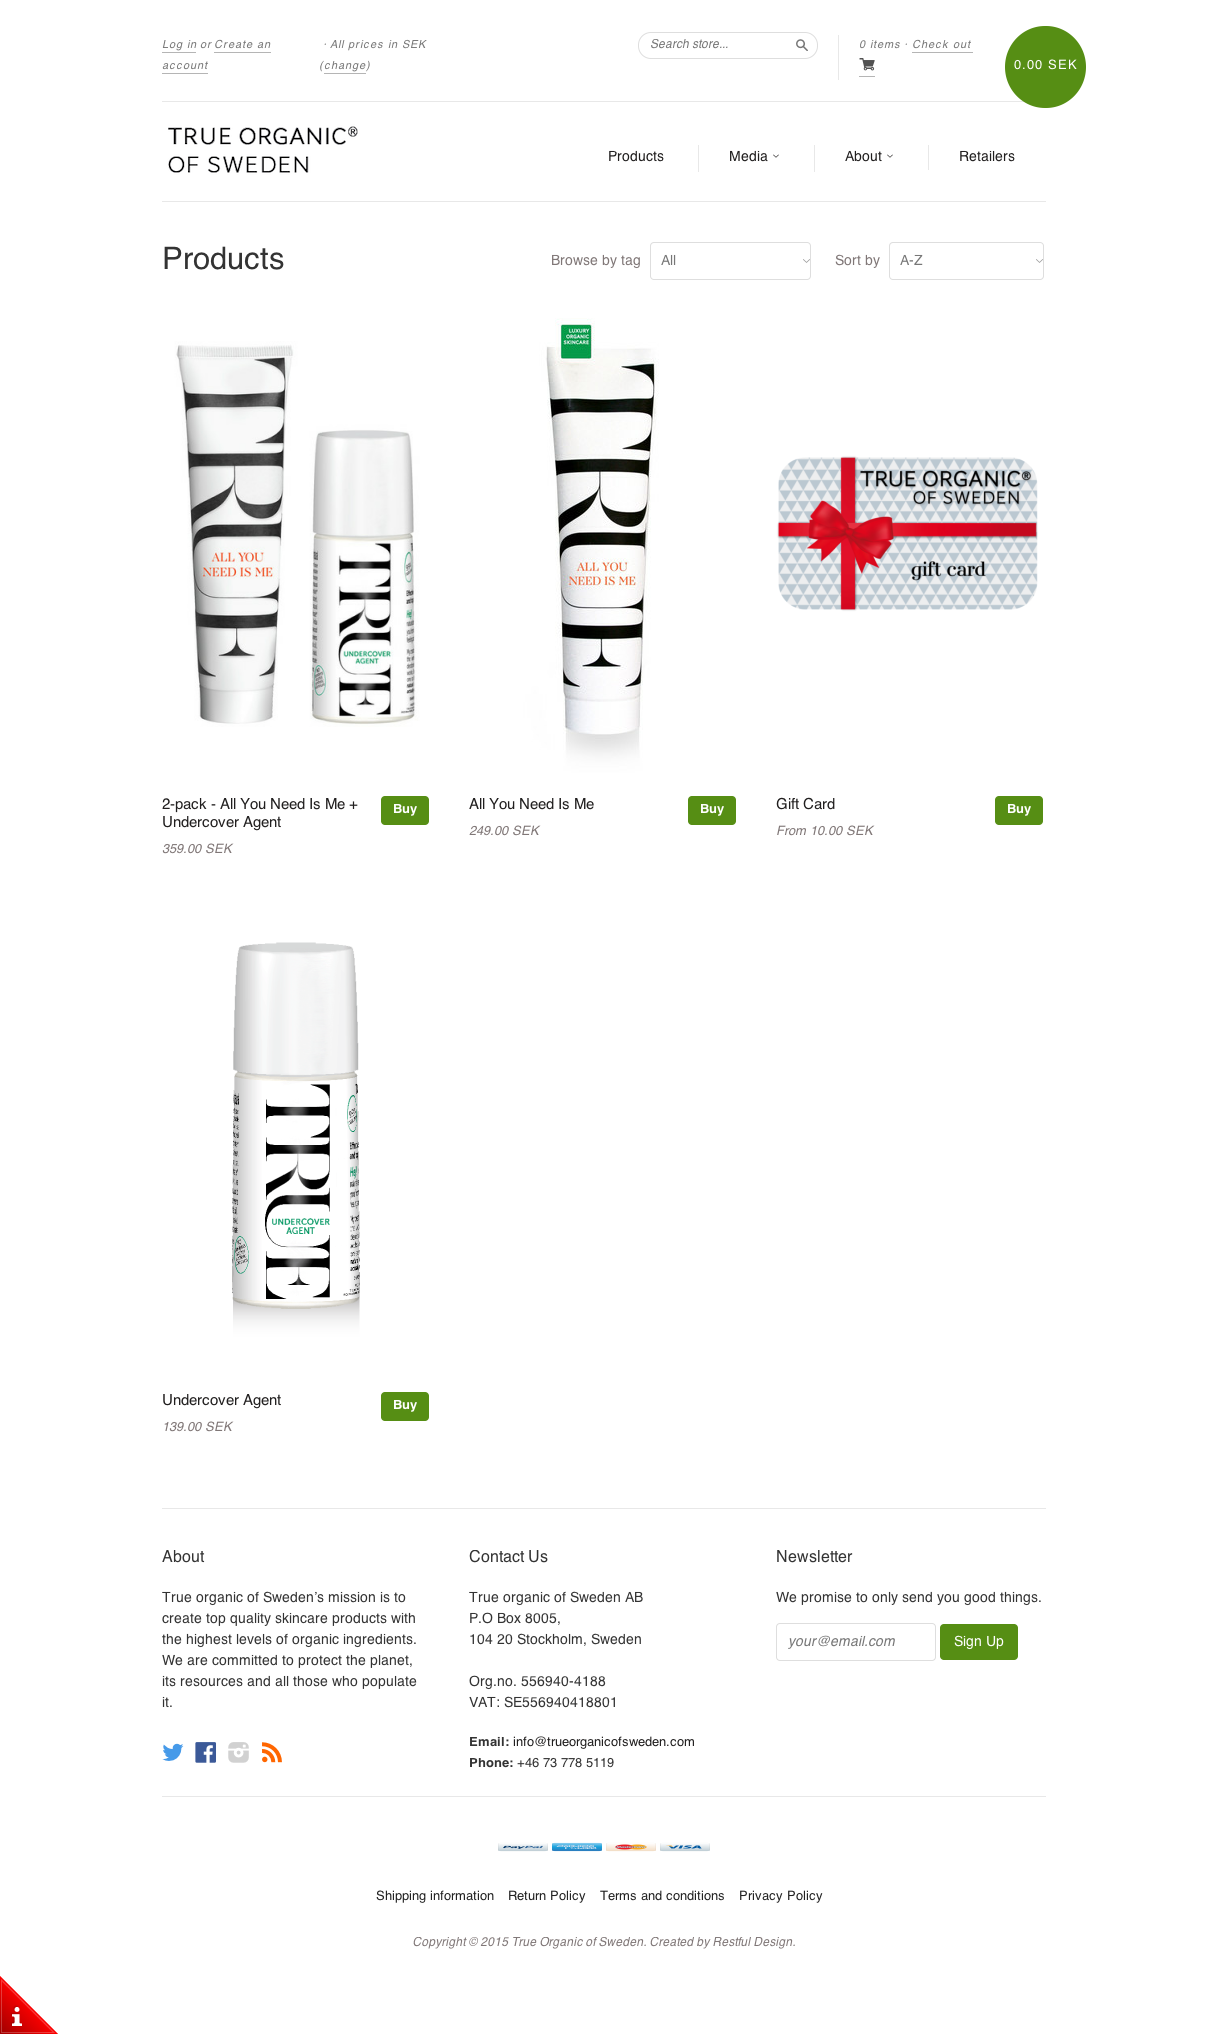 Log in or Create an account
· All prices in SEK (change)
Search store...
0 items · Check out
0.00 SEK
TRUE ORGANIC®
OF SWEDEN
Products
Media
About
Retailers
Products
Browse by tag
All
Sort by
A-Z
TRUE
ALL YOU
NEED IS ME
TRUE
UNDERCOVER
AGENT
LUXURY
ORGANIC
SKINCARE
TRUE
ALL YOU
NEED IS ME
TRUE ORGANIC®
OF SWEDEN
gift card
2-pack - All You Need Is Me +
Undercover Agent
359.00 SEK
Buy
All You Need Is Me
249.00 SEK
Buy
Gift Card
From 10.00 SEK
Buy
TRUE
UNDERCOVER
AGENT
Undercover Agent
139.00 SEK
Buy
About
True organic of Sweden’s mission is to
create top quality skincare products with
the highest levels of organic ingredients.
We are committed to protect the planet,
its resources and all those who populate
it.
Contact Us
True organic of Sweden AB
P.O Box 8005,
104 20 Stockholm, Sweden
Org.no. 556940-4188
VAT: SE556940418801
Email: info@trueorganicofsweden.com
Phone: +46 73 778 5119
Newsletter
We promise to only send you good things.
your@email.com
Sign Up
PayPal
VISA
Shipping information
Return Policy
Terms and conditions
Privacy Policy
Copyright © 2015 True Organic of Sweden. Created by Restful Design.
i